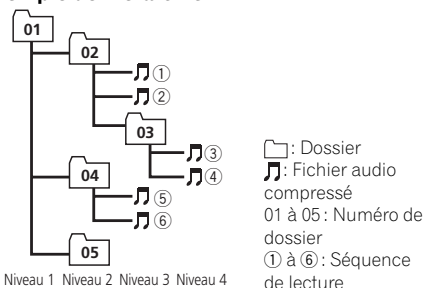 01
02
①
②
03
③
④
04
⑤
⑥
05
Niveau 1 Niveau 2 Niveau 3 Niveau 4
: Dossier
: Fichier audio
compressé
01 à 05 : Numéro de
dossier
① à ⑥ : Séquence
de lecture